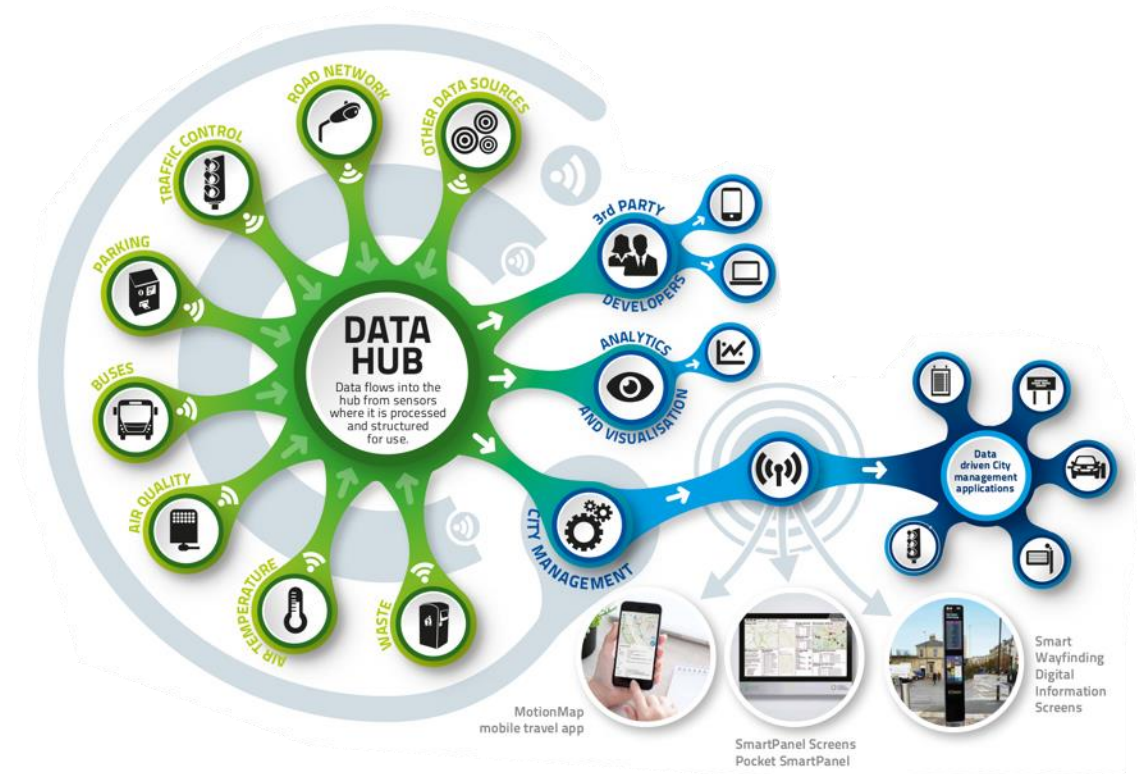 ROAD NETWORK
OTHER DATA SOURCES
TRAFFIC CONTROL
PARKING
BUSES
AIR QUALITY
AIR TEMPERATURE
WASTE
DATA
HUB
Data flows into the
hub from sensors
where it is processed
and structured
for use.
3rd PARTY
DEVELOPERS
ANALYTICS
AND VISUALISATION
CITY MANAGEMENT
Data
driven City
management
applications
MotionMap
mobile travel app
SmartPanel Screens
Pocket SmartPanel
Smart
Wayfinding
Digital
Information
Screens